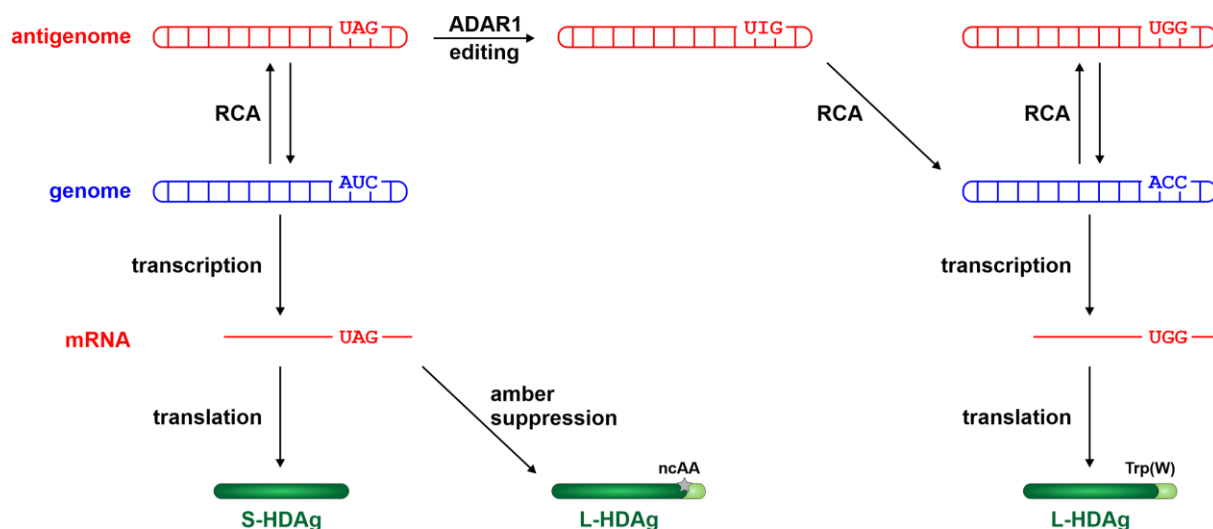 antigenome
UAG
ADAR1
editing
UIG
UGG
RCA
RCA
RCA
genome
AUC
ACC
transcription
transcription
mRNA
UAG
UGG
translation
amber
suppression
translation
ncAA
Trp(W)
S-HDAg
L-HDAg
L-HDAg